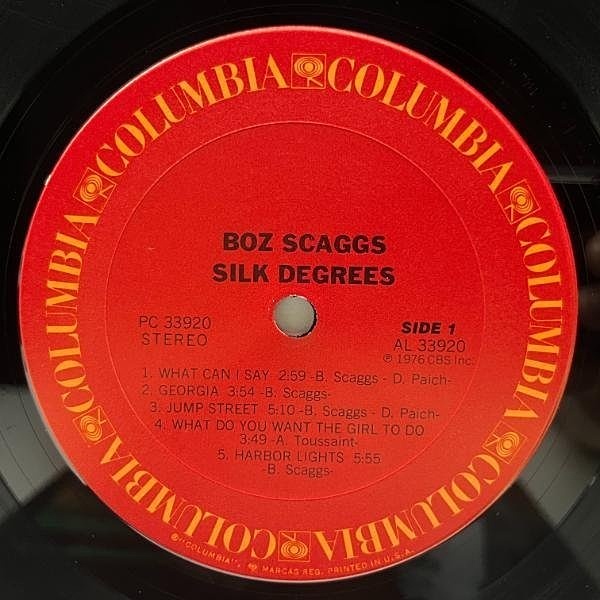 COLUMBIA COLUMBIA COLUMBIA COLUMBIA COLUMBIA COLUMBIA
BOZ SCAGGS
SILK DEGREES
PC 33920
STEREO
SIDE 1
AL 33920
℗ 1976 CBS Inc.
1. WHAT CAN I SAY 2:59 -B. Scaggs - D. Paich-
2. GEORGIA 3:54 -B. Scaggs-
3. JUMP STREET 5:10 -B. Scaggs - D. Paich-
4. WHAT DO YOU WANT THE GIRL TO DO
3:49 -A. Toussaint-
5. HARBOR LIGHTS 5:55
-B. Scaggs-
"COLUMBIA", MARCAS REG. PRINTED IN U.S.A.